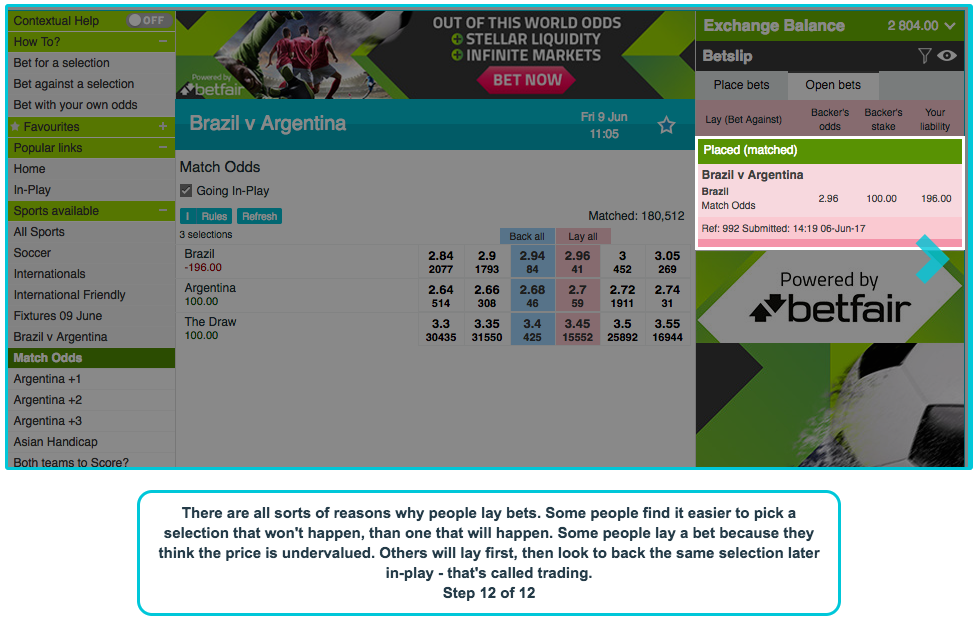 Contextual Help OFF
How To? −
Bet for a selection
Bet against a selection
Bet with your own odds
Favourites +
Popular links −
Home
In-Play
Sports available −
All Sports
Soccer
Internationals
International Friendly
Fixtures 09 June
Brazil v Argentina
Match Odds
Argentina +1
Argentina +2
Argentina +3
Asian Handicap
Both teams to Score?
Powered by
betfair
OUT OF THIS WORLD ODDS
STELLAR LIQUIDITY
INFINITE MARKETS
BET NOW
Brazil v Argentina
Fri 9 Jun
11:05
Match Odds
Going In-Play
I Rules Refresh
Matched: 180,512
3 selections
Back all Lay all
Brazil 2.84 2.9 2.94 2.96 3 3.05
-196.00 2077 1793 84 41 452 269
Argentina 2.64 2.66 2.68 2.7 2.72 2.74
100.00 514 308 46 59 1911 31
The Draw 3.3 3.35 3.4 3.45 3.5 3.55
100.00 30435 31550 425 15552 25892 16944
Exchange Balance 2 804.00
Betslip
Place bets Open bets
Lay (Bet Against) Backer's odds Backer's stake Your liability
Placed (matched)
Brazil v Argentina
Brazil
Match Odds 2.96 100.00 196.00
Ref: 992 Submitted: 14:19 06-Jun-17
Powered by
betfair
There are all sorts of reasons why people lay bets. Some people find it easier to pick a
selection that won't happen, than one that will happen. Some people lay a bet because they
think the price is undervalued. Others will lay first, then look to back the same selection later
in-play - that's called trading.
Step 12 of 12